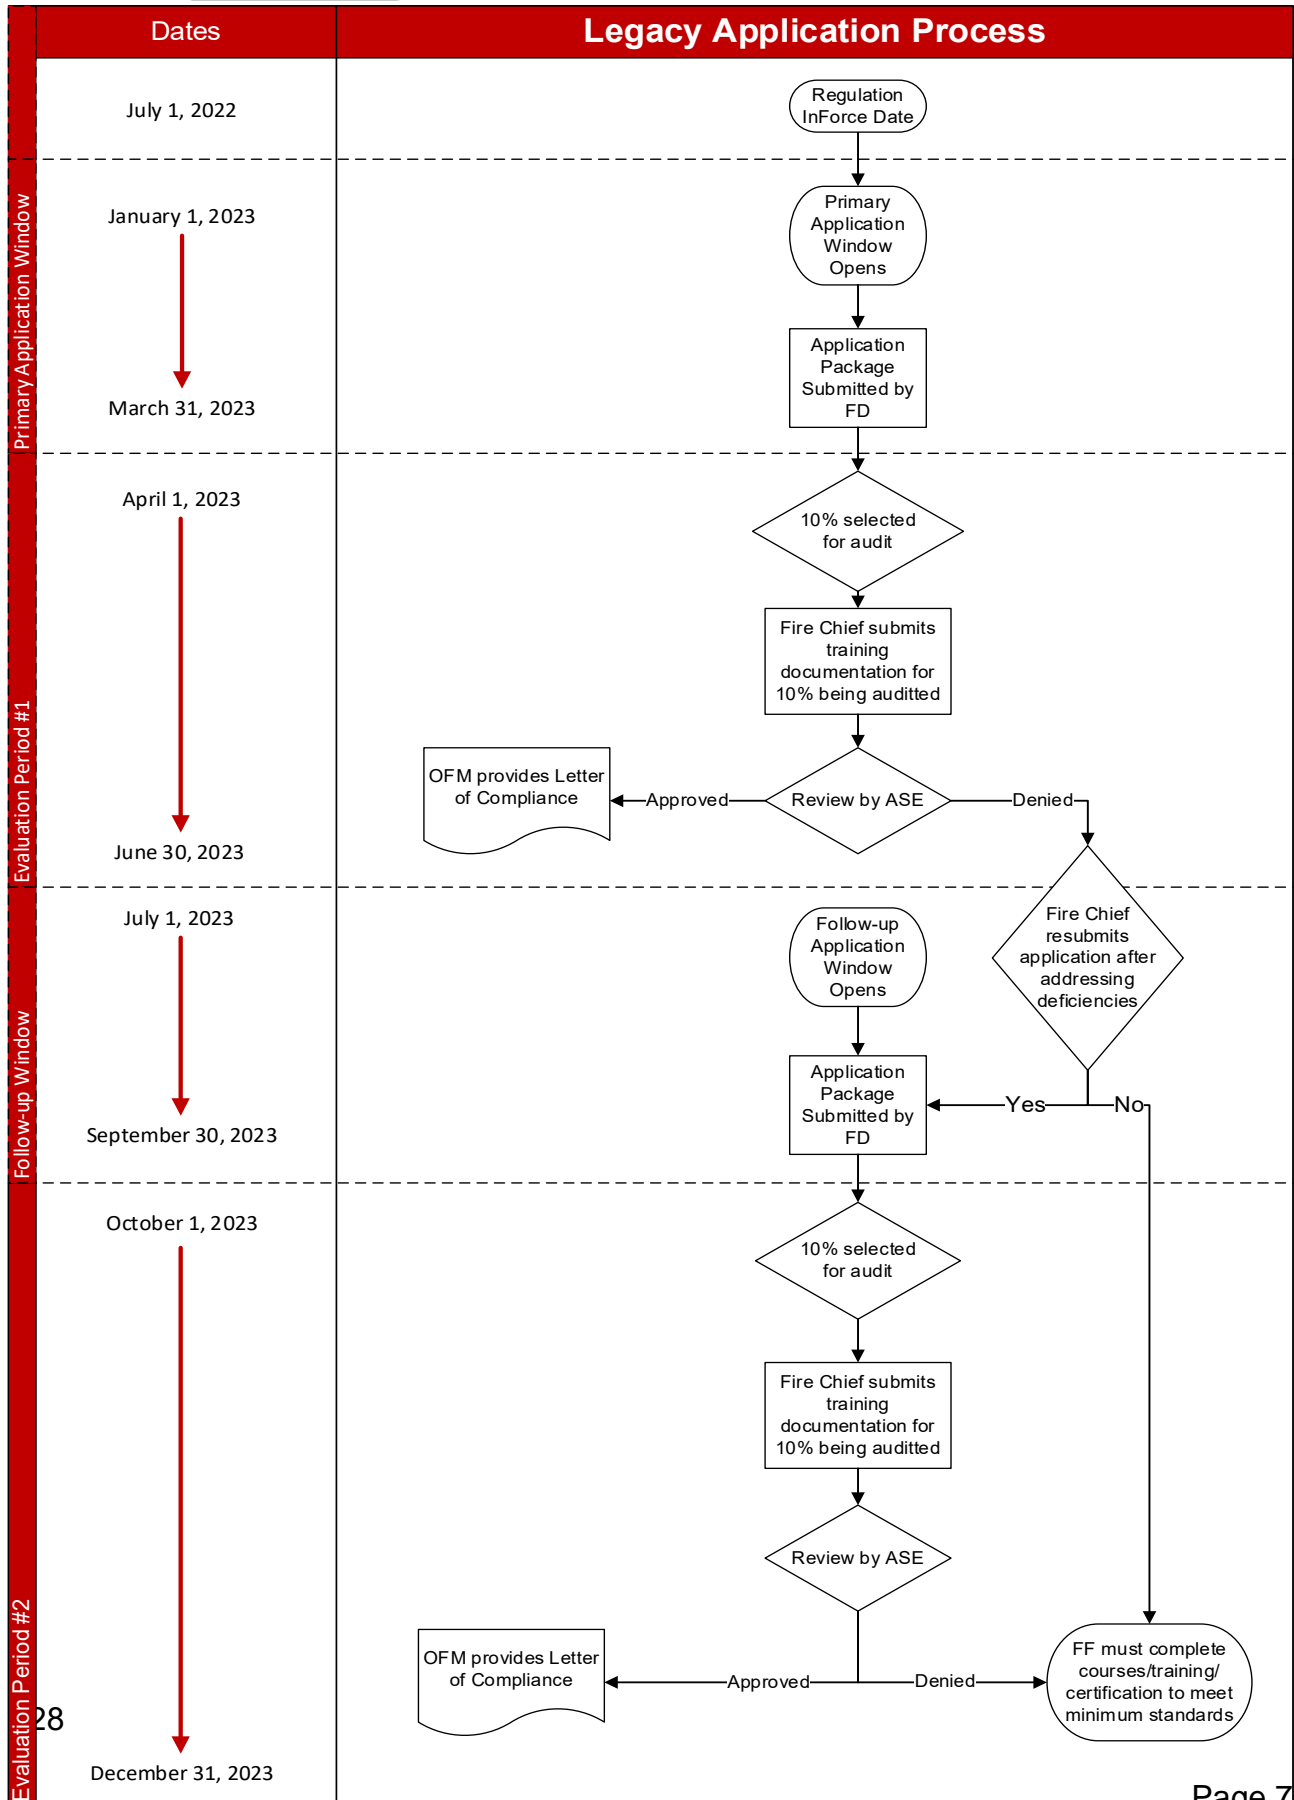 Dates
Legacy Application Process
July 1, 2022
Regulation
InForce Date
Primary Application Window
January 1, 2023
March 31, 2023
Primary
Application
Window
Opens
Application
Package
Submitted by
FD
Evaluation Period #1
April 1, 2023
June 30, 2023
10% selected
for audit
Fire Chief submits
training
documentation for
10% being auditted
OFM provides Letter
of Compliance
Approved
Review by ASE
Denied
Follow-up Window
July 1, 2023
September 30, 2023
Follow-up
Application
Window
Opens
Fire Chief
resubmits
application after
addressing
deficiencies
Application
Package
Submitted by
FD
Yes
No
Evaluation Period #2
October 1, 2023
December 31, 2023
10% selected
for audit
Fire Chief submits
training
documentation for
10% being auditted
Review by ASE
OFM provides Letter
of Compliance
Approved
Denied
FF must complete
courses/training/
certification to meet
minimum standards
28
Page 7